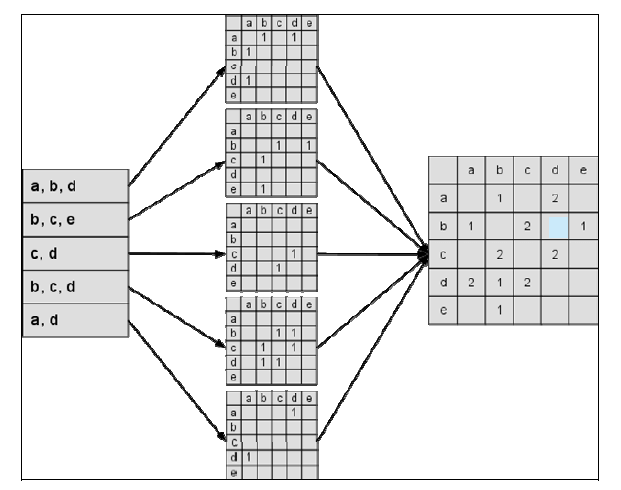 a, b, d
b, c, e
c, d
b, c, d
a, d
a b c d e
a 1 1
b 1
c
d 1
e
a b c d e
a
b 1 1
c 1
d
e 1
a b c d e
a
b
c 1
d 1
e
a b c d e
a
b 1 1
c 1 1
d 1 1
e
a b c d e
a 1
b
c
d 1
e
a b c d e
a 1 2
b 1 2 1
c 2 2
d 2 1 2
e 1